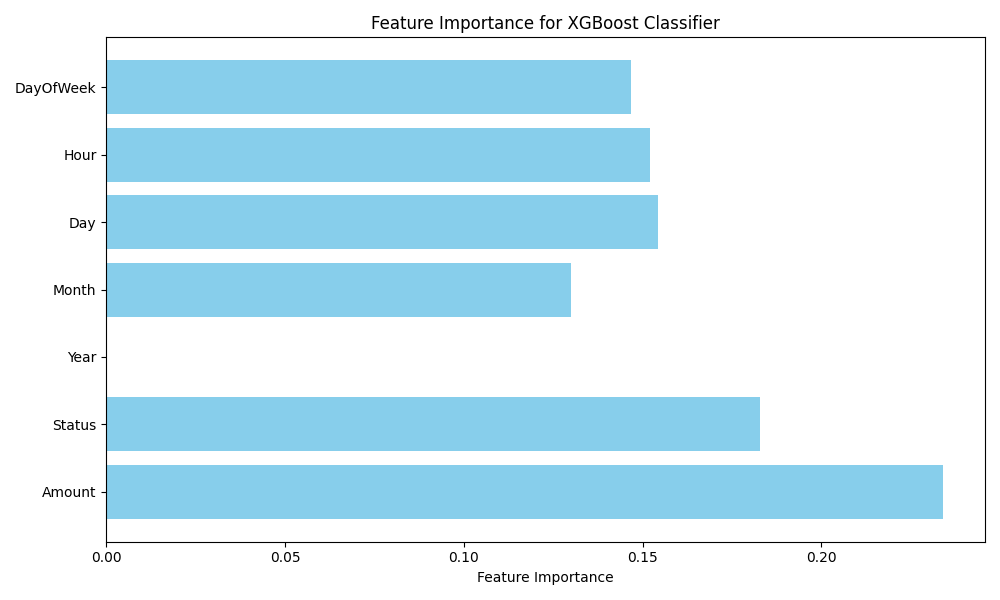 Feature Importance for XGBoost Classifier
DayOfWeek
Hour
Day
Month
Year
Status
Amount
0.00 0.05 0.10 0.15 0.20
Feature Importance